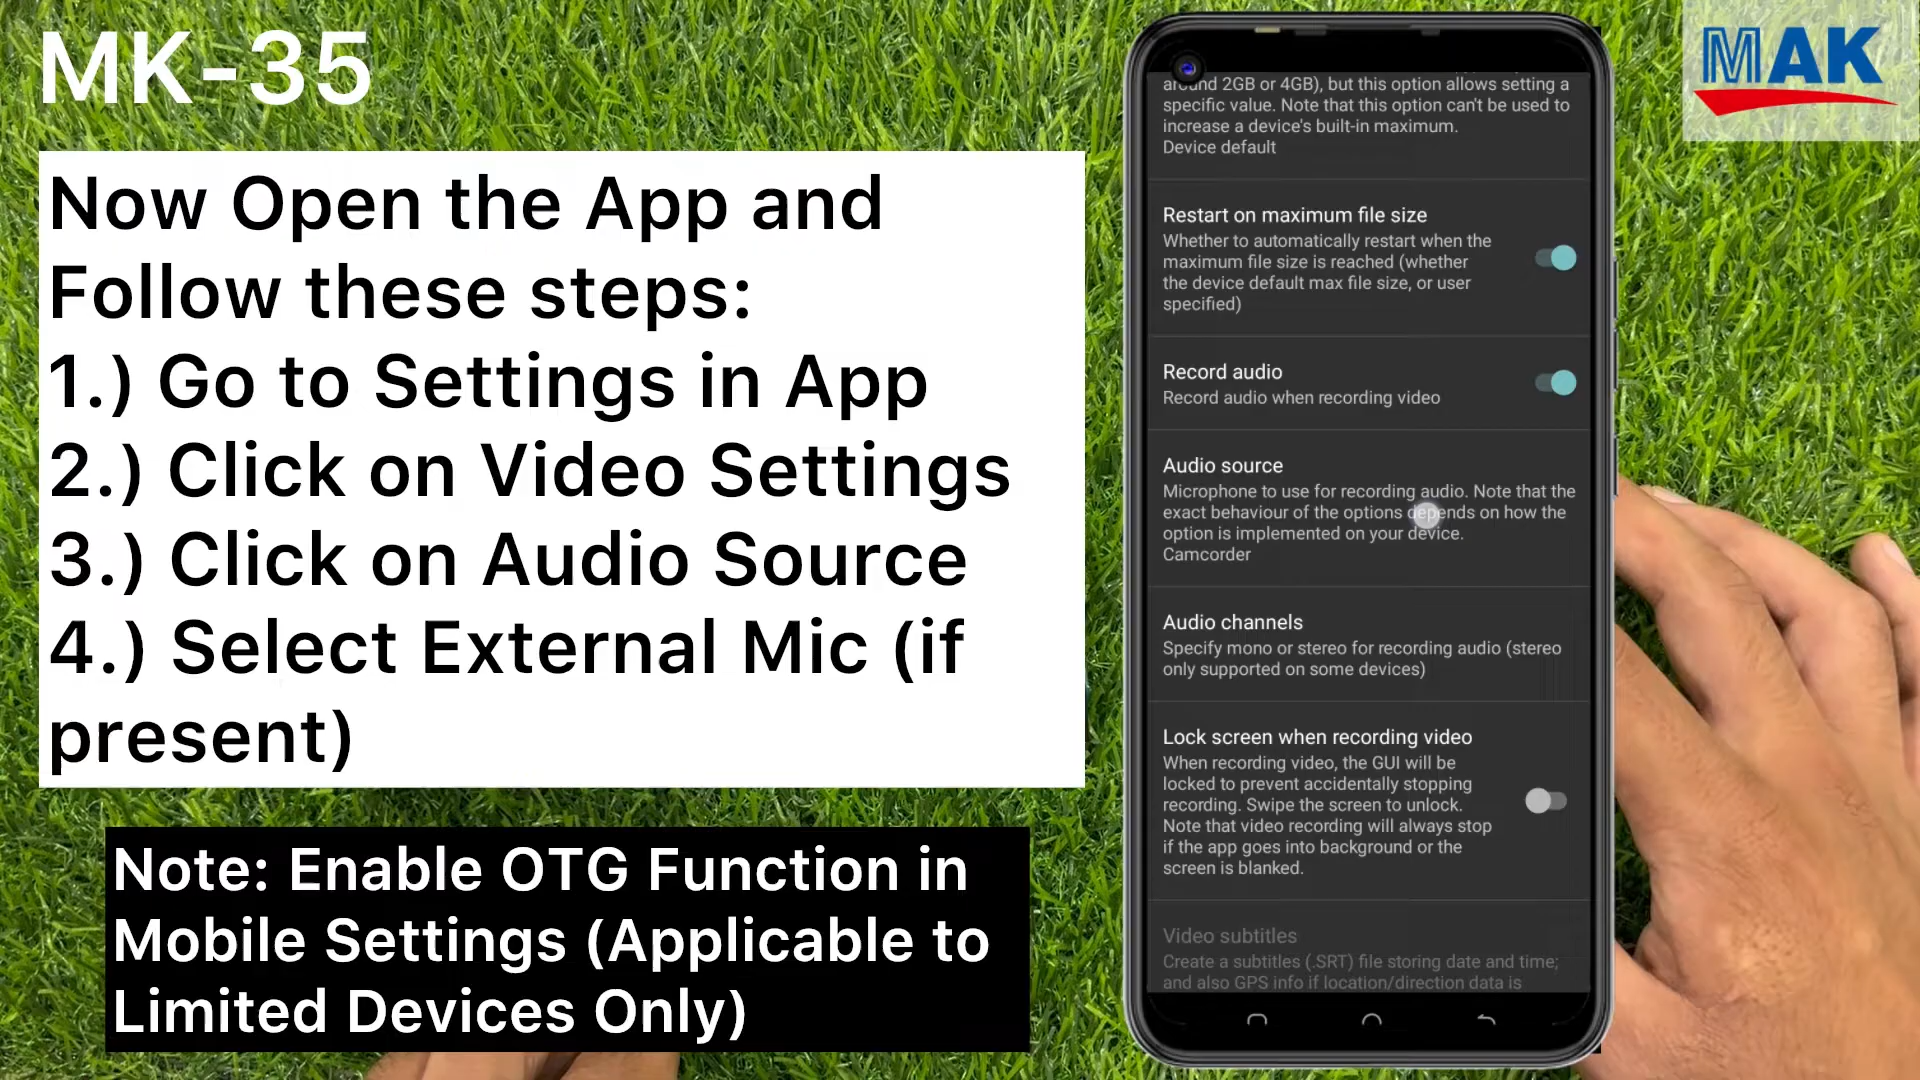 MK-35
MAK
Now Open the App and
Follow these steps:
1.) Go to Settings in App
2.) Click on Video Settings
3.) Click on Audio Source
4.) Select External Mic (if
present)
Note: Enable OTG Function in
Mobile Settings (Applicable to
Limited Devices Only)
around 2GB or 4GB), but this option allows setting a
specific value. Note that this option can't be used to
increase a device's built-in maximum.
Device default
Restart on maximum file size
Whether to automatically restart when the
maximum file size is reached (whether
the device default max file size, or user
specified)
Record audio
Record audio when recording video
Audio source
Microphone to use for recording audio. Note that the
exact behaviour of the options depends on how the
option is implemented on your device.
Camcorder
Audio channels
Specify mono or stereo for recording audio (stereo
only supported on some devices)
Lock screen when recording video
When recording video, the GUI will be
locked to prevent accidentally stopping
recording. Swipe the screen to unlock.
Note that video recording will always stop
if the app goes into background or the
screen is blanked.
Video subtitles
Create a subtitles (.SRT) file storing date and time;
and also GPS info if location/direction data is